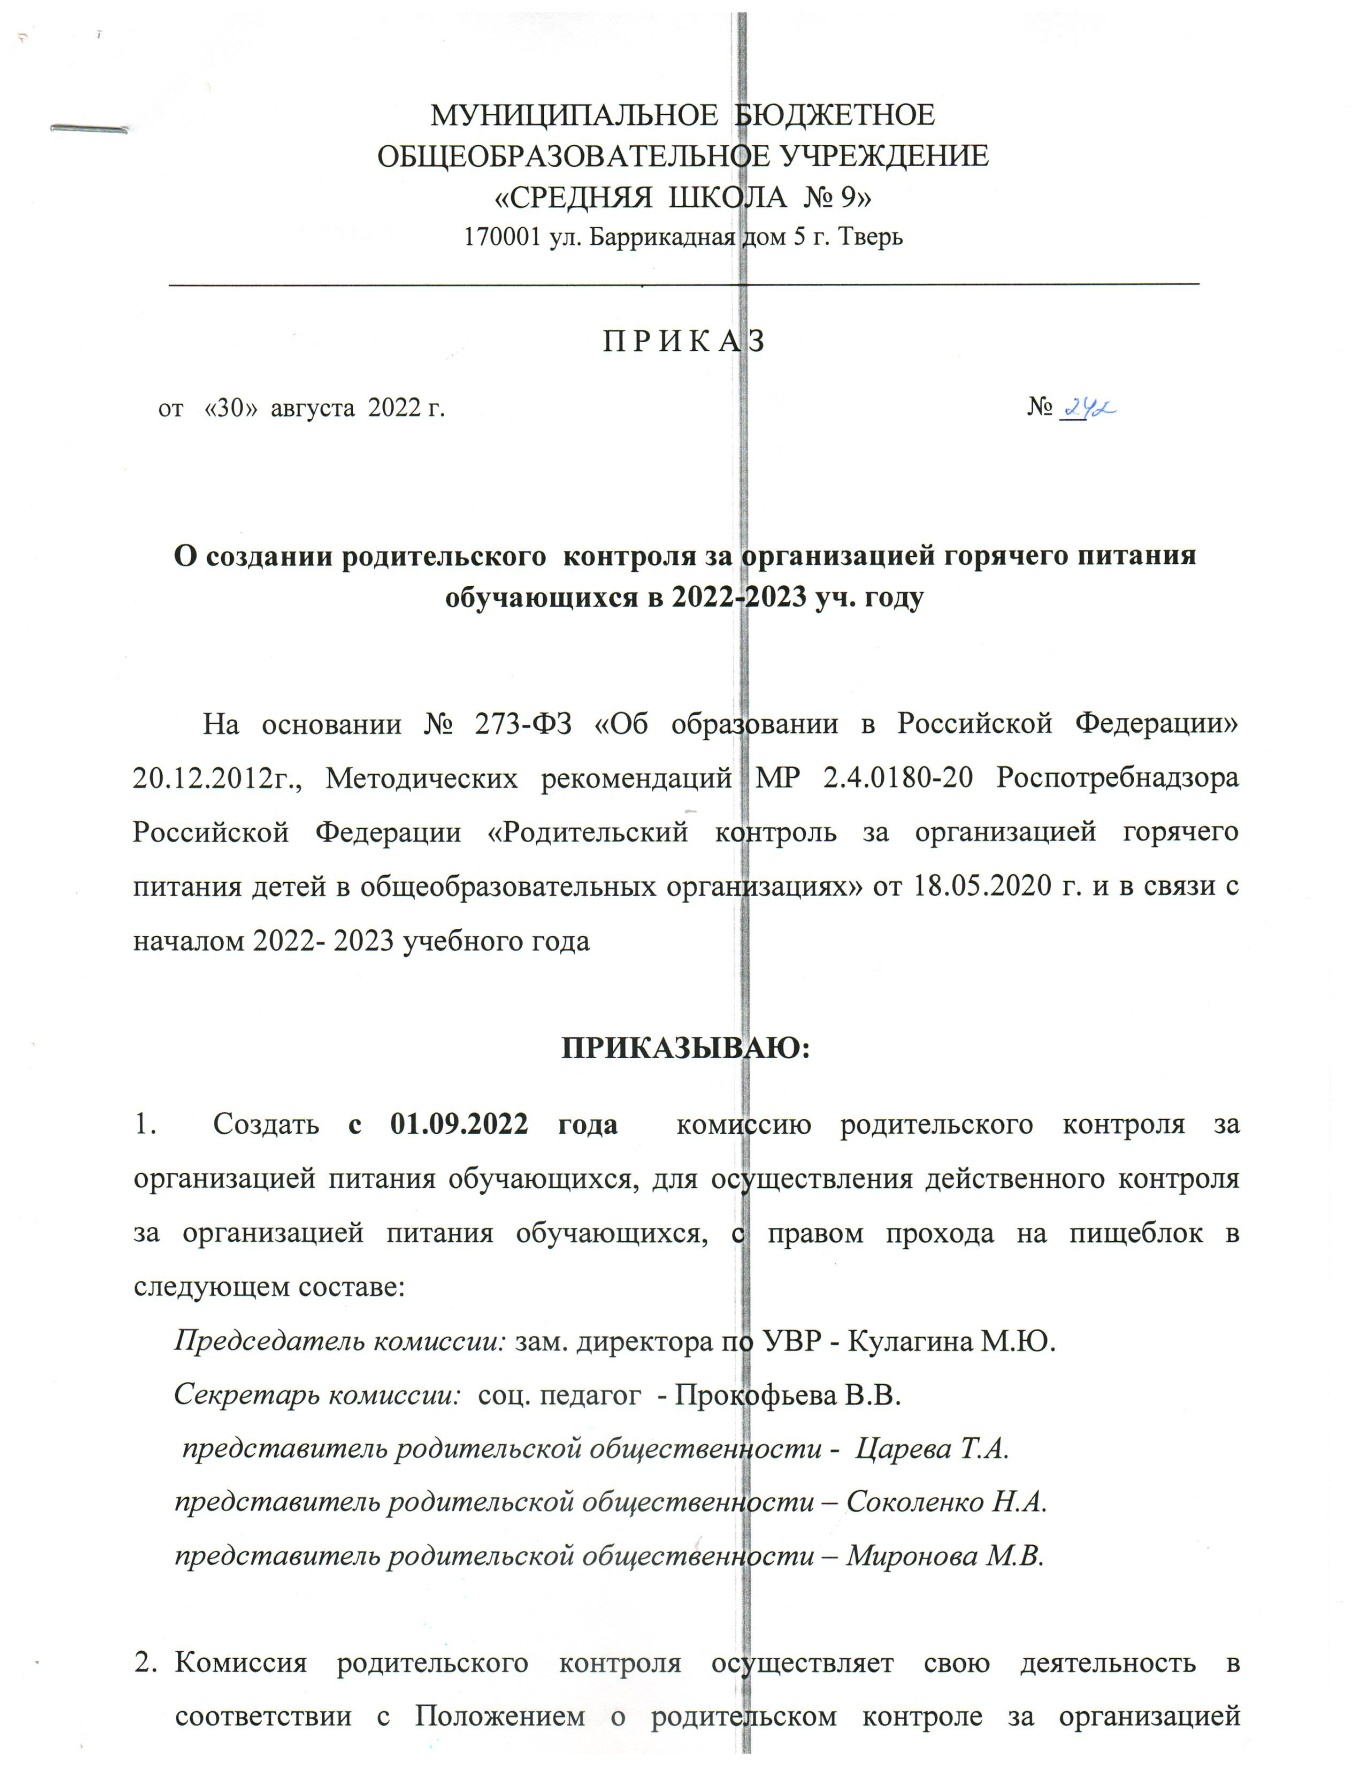 МУНИЦИПАЛЬНОЕ БЮДЖЕТНОЕ
ОБЩЕОБРАЗОВАТЕЛЬНОЕ УЧРЕЖДЕНИЕ
«СРЕДНЯЯ ШКОЛА № 9»
170001 ул. Баррикадная дом 5 г. Тверь
П Р И К А З
от «30» августа 2022 г. № 242
О создании родительского контроля за организацией горячего питания
обучающихся в 2022-2023 уч. году
На основании № 273-ФЗ «Об образовании в Российской Федерации»
20.12.2012г., Методических рекомендаций МР 2.4.0180-20 Роспотребнадзора
Российской Федерации «Родительский контроль за организацией горячего
питания детей в общеобразовательных организациях» от 18.05.2020 г. и в связи с
началом 2022- 2023 учебного года
ПРИКАЗЫВАЮ:
1. Создать с 01.09.2022 года комиссию родительского контроля за
организацией питания обучающихся, для осуществления действенного контроля
за организацией питания обучающихся, с правом прохода на пищеблок в
следующем составе:
Председатель комиссии: зам. директора по УВР - Кулагина М.Ю.
Секретарь комиссии: соц. педагог - Прокофьева В.В.
представитель родительской общественности - Царева Т.А.
представитель родительской общественности – Соколенко Н.А.
представитель родительской общественности – Миронова М.В.
2. Комиссия родительского контроля осуществляет свою деятельность в
соответствии с Положением о родительском контроле за организацией